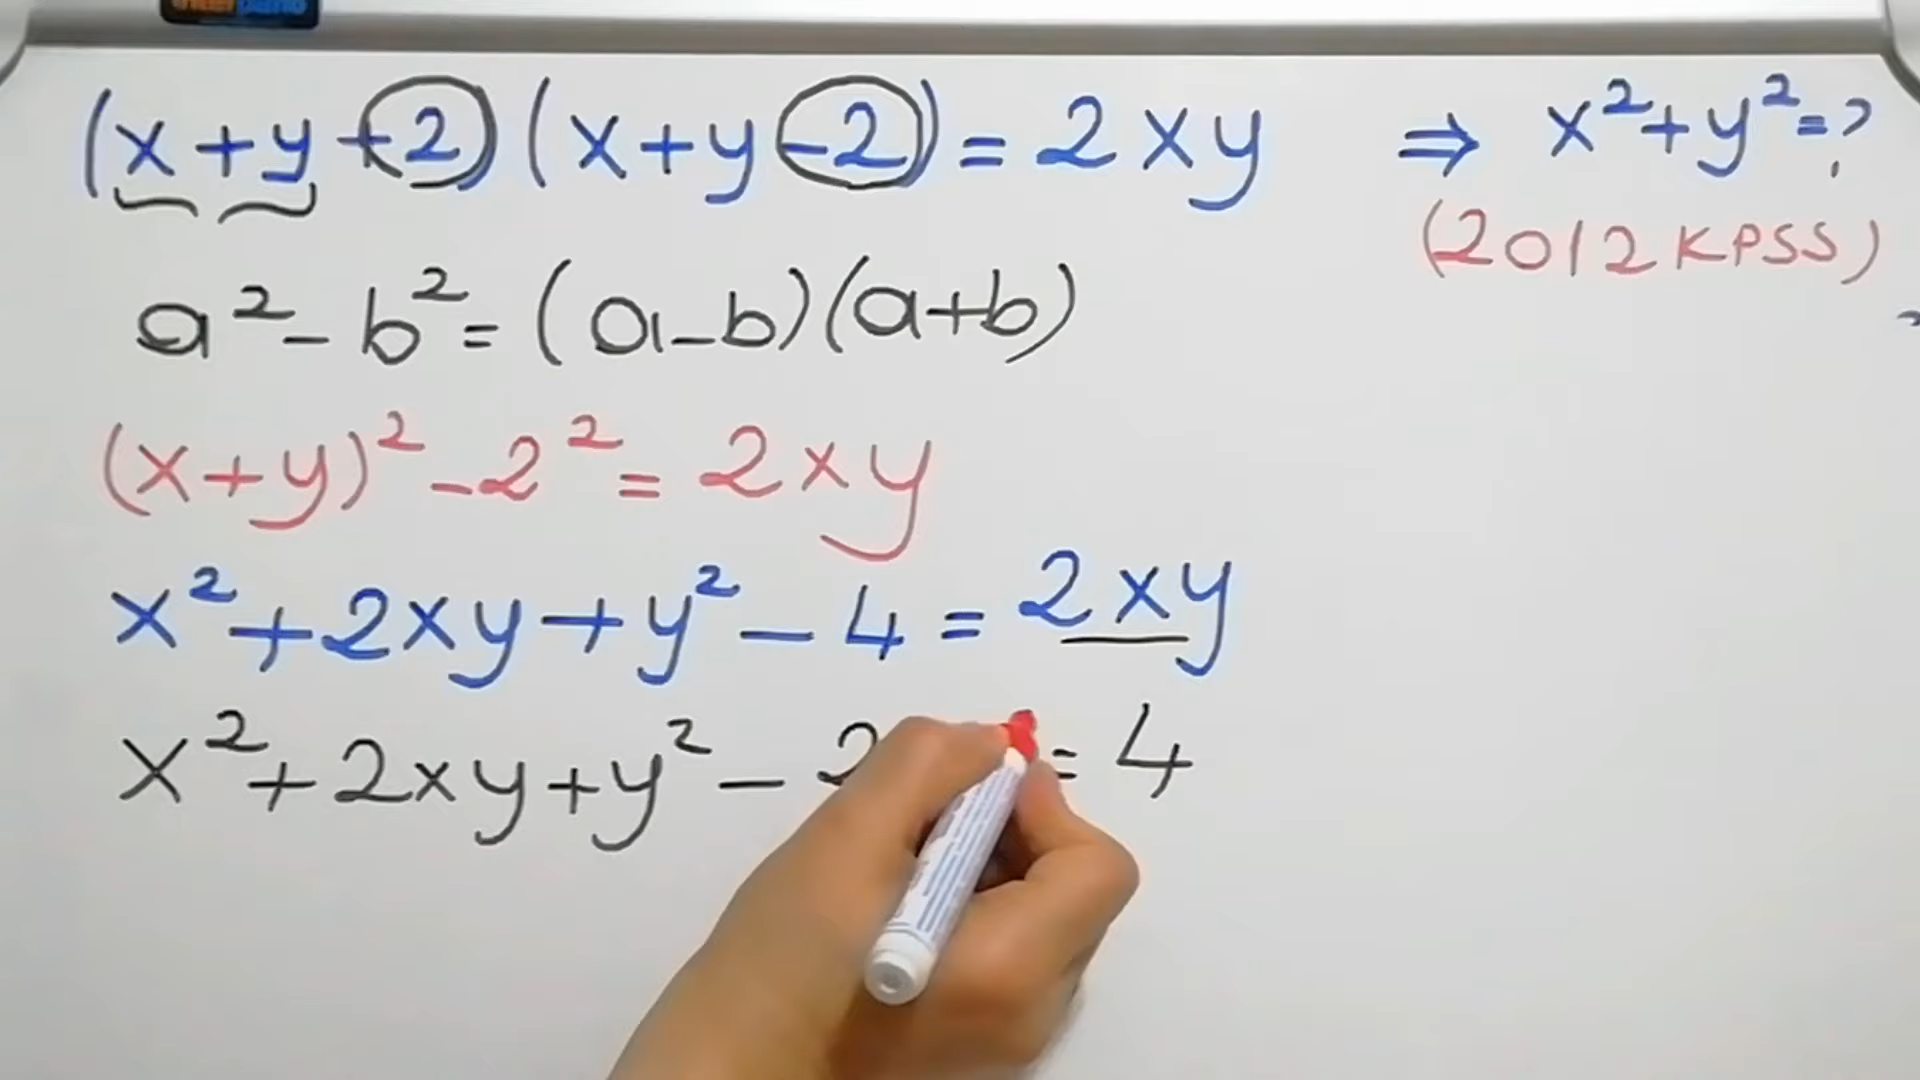 (x+y+2)(x+y-2)=2xy ⇒ x²+y²=?
(2012 KPSS)
a²-b²=(a-b)(a+b)
(x+y)²-2²=2xy
x²+2xy+y²-4=2xy
x²+2xy+y²-2 =4